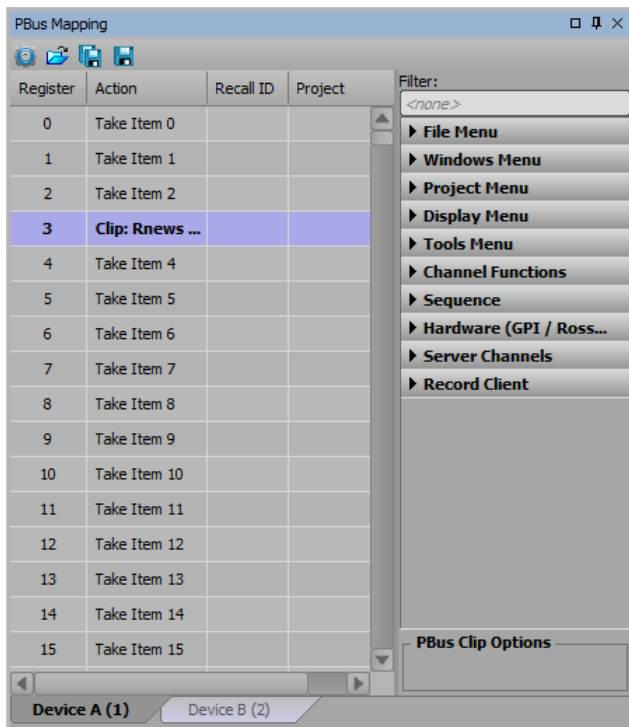 PBus Mapping
Register Action Recall ID Project
0 Take Item 0
1 Take Item 1
2 Take Item 2
3 Clip: Rnews ...
4 Take Item 4
5 Take Item 5
6 Take Item 6
7 Take Item 7
8 Take Item 8
9 Take Item 9
10 Take Item 10
11 Take Item 11
12 Take Item 12
13 Take Item 13
14 Take Item 14
15 Take Item 15
Filter:
<none>
File Menu
Windows Menu
Project Menu
Display Menu
Tools Menu
Channel Functions
Sequence
Hardware (GPI / Ross...
Server Channels
Record Client
PBus Clip Options
Device A (1) Device B (2)